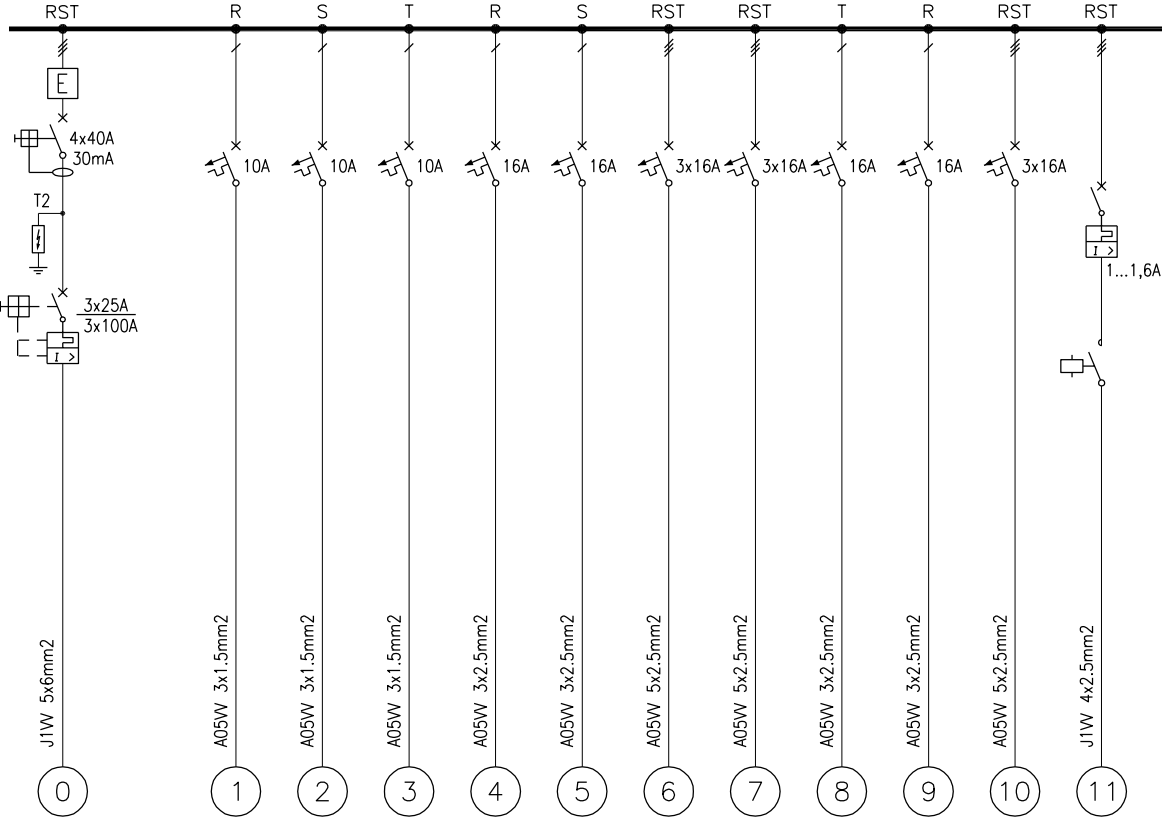 RST R S T R S RST RST T R RST RST
E
4x40A
30mA
T2
3x25A
3x100A
I >
10A 10A 10A 16A 16A 3x16A 3x16A 16A 16A 3x16A
I >
1...1,6A
J1W 5x6mm2
A05W 3x1.5mm2
A05W 3x1.5mm2
A05W 3x1.5mm2
A05W 3x2.5mm2
A05W 3x2.5mm2
A05W 5x2.5mm2
A05W 5x2.5mm2
A05W 3x2.5mm2
A05W 3x2.5mm2
A05W 5x2.5mm2
J1W 4x2.5mm2
0 1 2 3 4 5 6 7 8 9 10 11